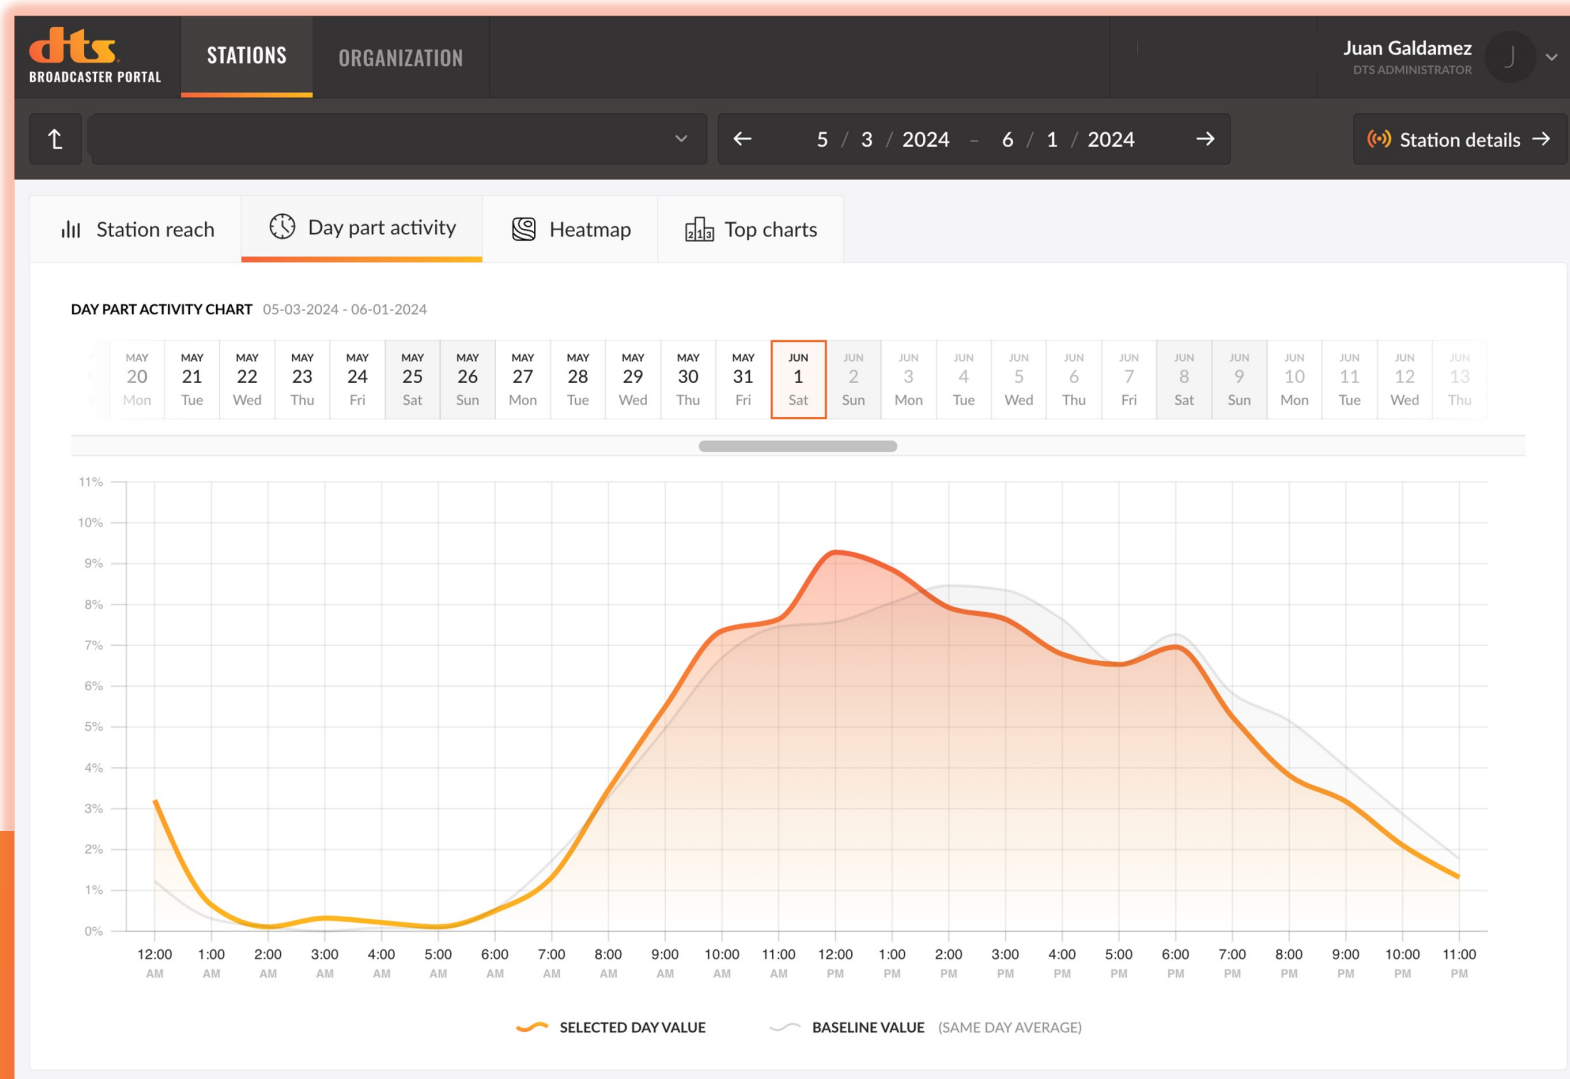 dts
BROADCASTER PORTAL
STATIONS
ORGANIZATION
Juan Galdamez
DTS ADMINISTRATOR
J
5 / 3 / 2024 – 6 / 1 / 2024
Station details
Station reach
Day part activity
Heatmap
213 Top charts
DAY PART ACTIVITY CHART 05-03-2024 - 06-01-2024
MAY MAY MAY MAY MAY MAY MAY MAY MAY MAY MAY MAY JUN JUN JUN JUN JUN JUN JUN JUN JUN JUN JUN JUN JUN
20 21 22 23 24 25 26 27 28 29 30 31 1 2 3 4 5 6 7 8 9 10 11 12 13
Mon Tue Wed Thu Fri Sat Sun Mon Tue Wed Thu Fri Sat Sun Mon Tue Wed Thu Fri Sat Sun Mon Tue Wed Thu
11%
10%
9%
8%
7%
6%
5%
4%
3%
2%
1%
0%
12:00 1:00 2:00 3:00 4:00 5:00 6:00 7:00 8:00 9:00 10:00 11:00 12:00 1:00 2:00 3:00 4:00 5:00 6:00 7:00 8:00 9:00 10:00 11:00
AM AM AM AM AM AM AM AM AM AM AM AM PM PM PM PM PM PM PM PM PM PM PM PM
SELECTED DAY VALUE
BASELINE VALUE (SAME DAY AVERAGE)